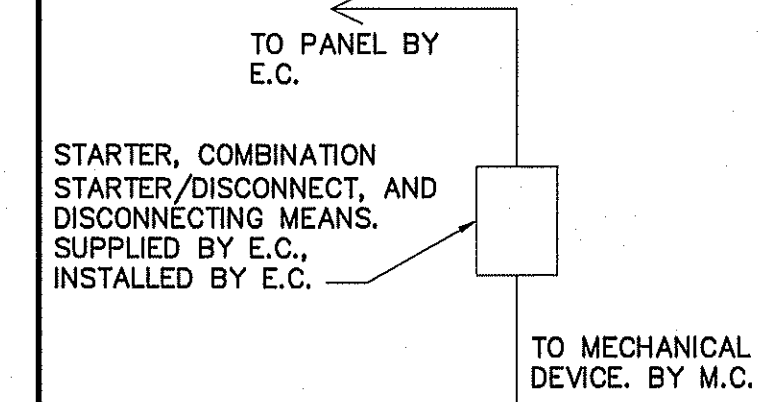 TO PANEL BY
E.C.
STARTER, COMBINATION
STARTER/DISCONNECT, AND
DISCONNECTING MEANS.
SUPPLIED BY E.C.,
INSTALLED BY E.C.
TO MECHANICAL
DEVICE. BY M.C.